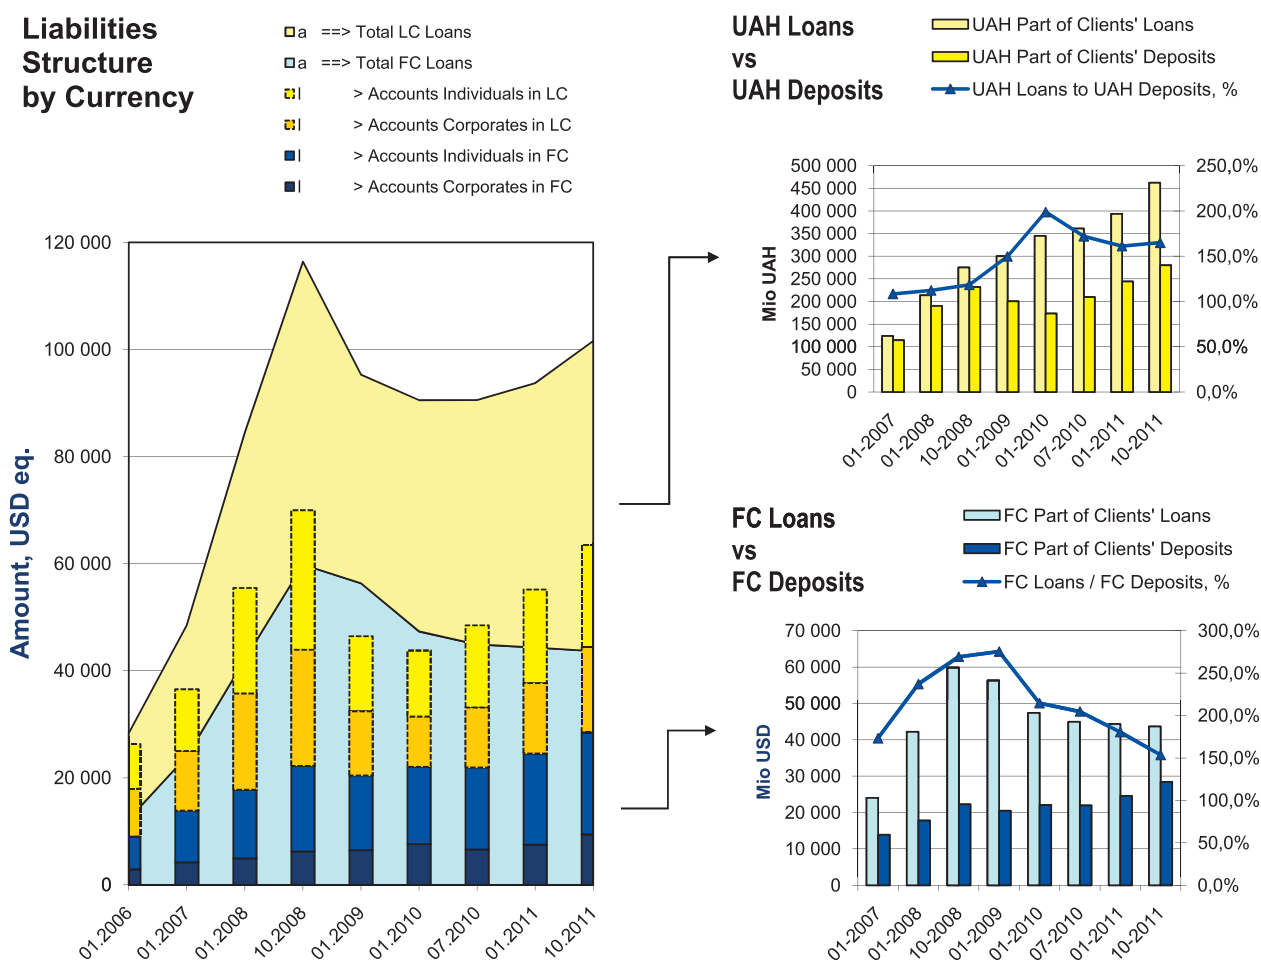 Liabilities
Structure
by Currency
a ==> Total LC Loans
a ==> Total FC Loans
l > Accounts Individuals in LC
l > Accounts Corporates in LC
l > Accounts Individuals in FC
l > Accounts Corporates in FC
Amount, USD eq.
120 000
100 000
80 000
60 000
40 000
20 000
0
01.2006
01.2007
01.2008
10.2008
01.2009
01.2010
07.2010
01.2011
10.2011
UAH Loans
vs
UAH Deposits
UAH Part of Clients' Loans
UAH Part of Clients' Deposits
UAH Loans to UAH Deposits, %
Mio UAH
500 000
450 000
400 000
350 000
300 000
250 000
200 000
150 000
100 000
50 000
0
250,0%
200,0%
150,0%
100,0%
50,0%
0,0%
01-2007
01-2008
10-2008
01-2009
01-2010
07-2010
01-2011
10-2011
FC Loans
vs
FC Deposits
FC Part of Clients' Loans
FC Part of Clients' Deposits
FC Loans / FC Deposits, %
Mio USD
70 000
60 000
50 000
40 000
30 000
20 000
10 000
0
300,0%
250,0%
200,0%
150,0%
100,0%
50,0%
0,0%
01-2007
01-2008
10-2008
01-2009
01-2010
07-2010
01-2011
10-2011